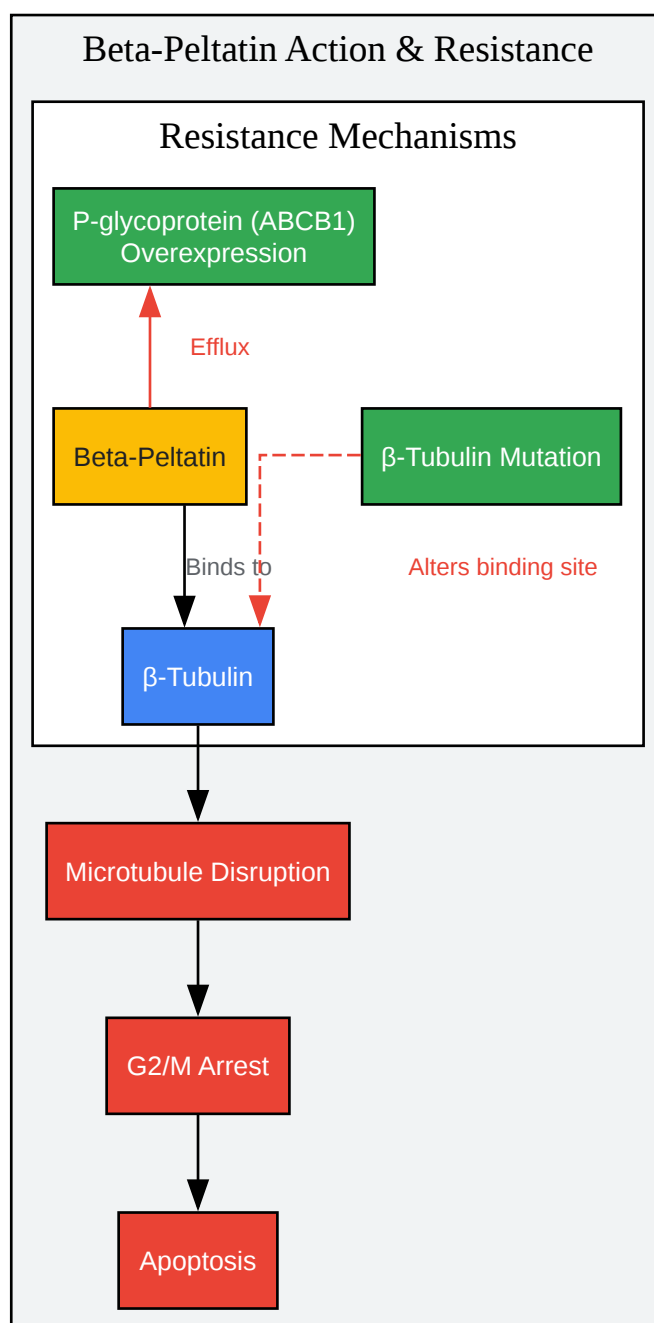 Beta-Peltatin Action & Resistance
Resistance Mechanisms
P-glycoprotein (ABCB1)
Overexpression
Efflux
Beta-Peltatin
β-Tubulin Mutation
Binds to
Alters binding site
β-Tubulin
Microtubule Disruption
G2/M Arrest
Apoptosis